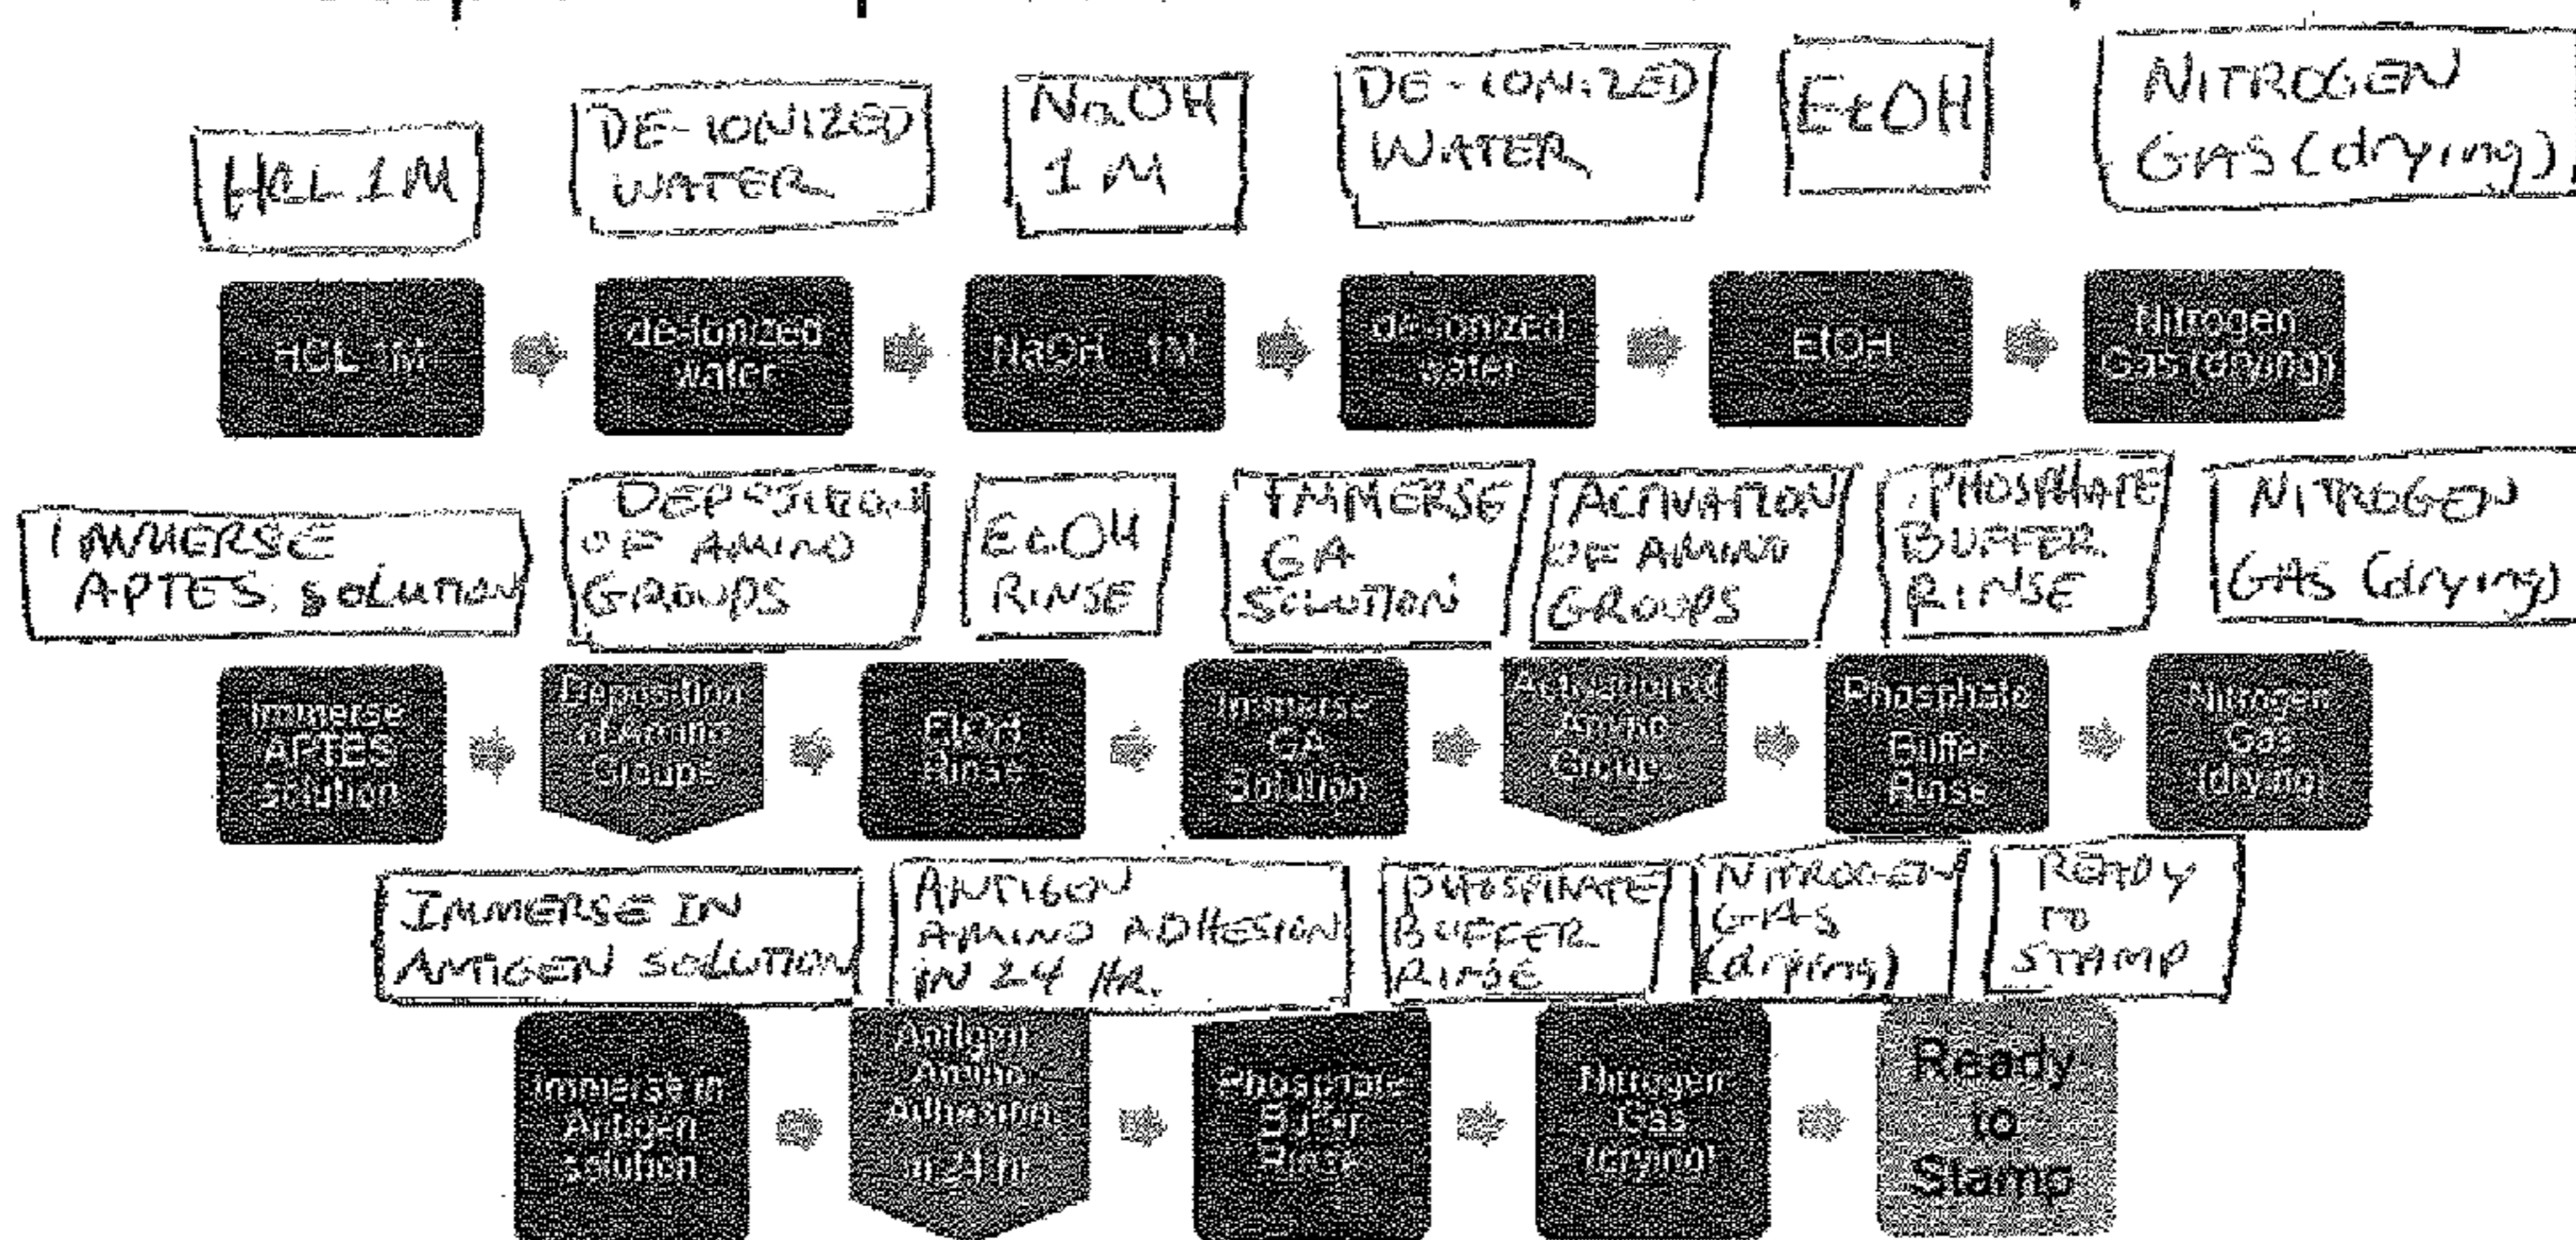 HCL 1M
DE-IONIZED
WATER
NaOH
1M
DE-IONIZED
WATER
EtOH
NITROGEN
GAS (drying)
HCL 1M
de-ionized
water
NaOH 1M
de-ionized
water
EtOH
Nitrogen
Gas (drying)
IMMERSE
APTES SOLUTION
DEPOSITION
OF AMINO
GROUPS
EtOH
RINSE
IMMERSE
GA
SOLUTION
ACTIVATION
OF AMINO
GROUPS
PHOSPHATE
BUFFER
RINSE
NITROGEN
GAS (drying)
Immerse
APTES
solution
Deposition
of Amino
Groups
EtOH
Rinse
Immerse
GA
Solution
Activation of
Amino
Groups
Phosphate
Buffer
Rinse
Nitrogen
Gas
(drying)
IMMERSE IN
ANTIGEN SOLUTION
ANTIGEN
AMINO ADHESION
IN 24 HR.
PHOSPHATE
BUFFER
RINSE
NITROGEN
GAS
(drying)
READY
TO
STAMP
Immerse in
Antigen
solution
Antigen
Amino
Adhesion
in 24 hr
Phosphate
Buffer
Rinse
Nitrogen
Gas
(drying)
Ready
to
Stamp